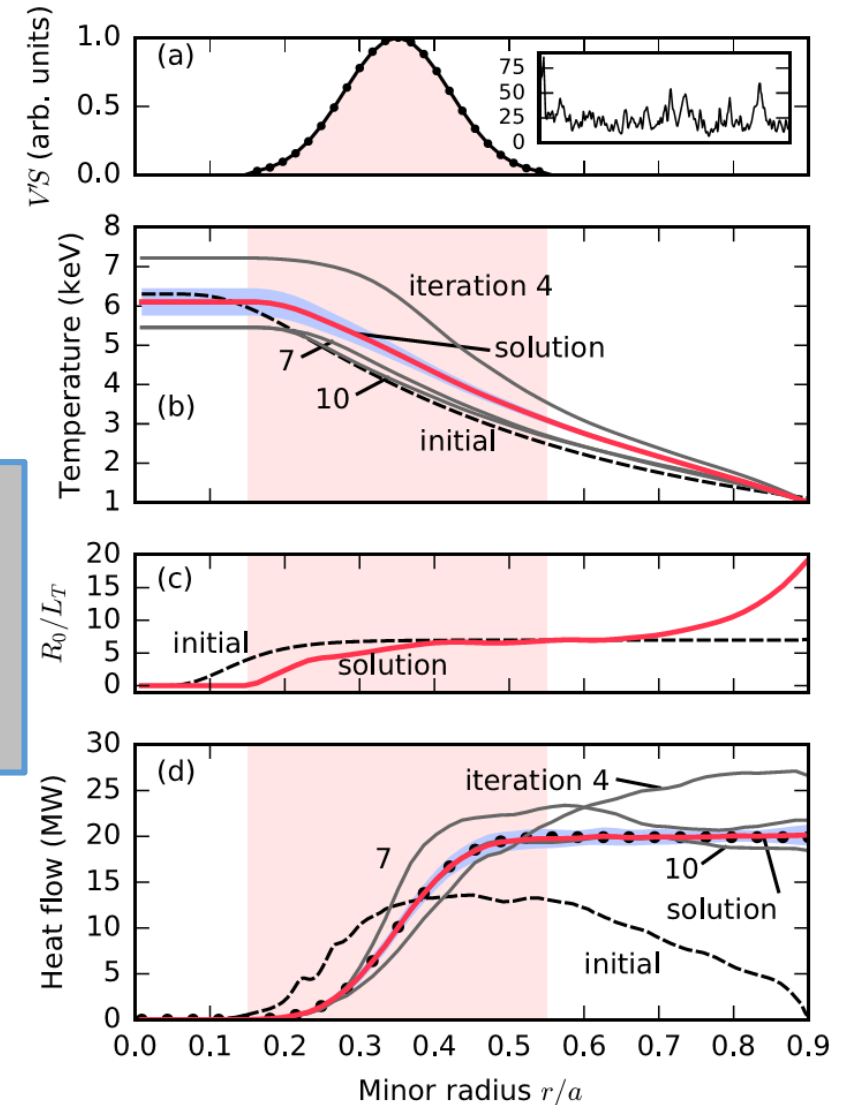 V'S (arb. units)
1.0
0.5
0.0
(a)
75
50
25
0
Temperature (keV)
8
7
6
5
4
3
2
1
iteration 4
solution
7
10
(b)
initial
R₀/L_T
20
15
10
5
0
(c)
initial
solution
Heat flow (MW)
30
25
20
15
10
5
0
(d)
iteration 4
7
10
solution
initial
0.0 0.1 0.2 0.3 0.4 0.5 0.6 0.7 0.8 0.9
Minor radius r/a